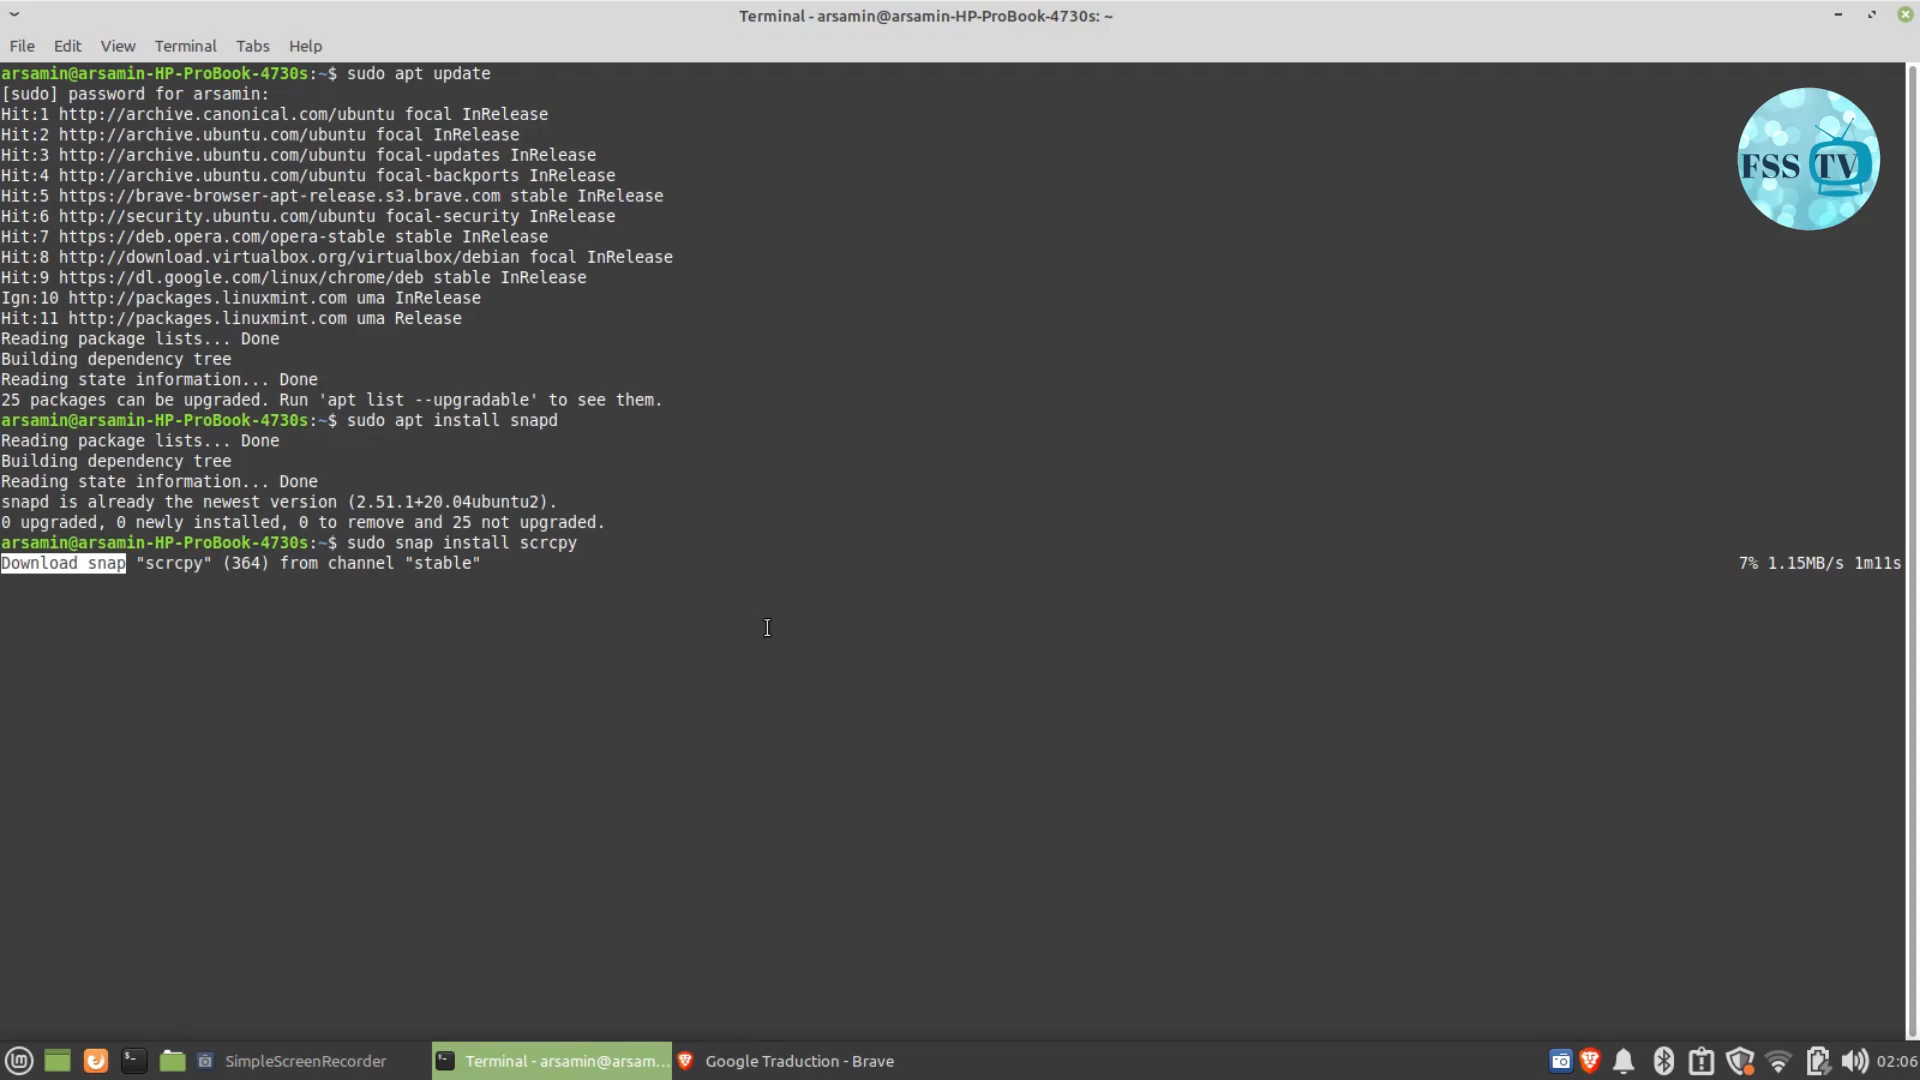 Terminal - arsamin@arsamin-HP-ProBook-4730s: ~
File Edit View Terminal Tabs Help
arsamin@arsamin-HP-ProBook-4730s:~$ sudo apt update
[sudo] password for arsamin:
Hit:1 http://archive.canonical.com/ubuntu focal InRelease
Hit:2 http://archive.ubuntu.com/ubuntu focal InRelease
Hit:3 http://archive.ubuntu.com/ubuntu focal-updates InRelease
Hit:4 http://archive.ubuntu.com/ubuntu focal-backports InRelease
Hit:5 https://brave-browser-apt-release.s3.brave.com stable InRelease
Hit:6 http://security.ubuntu.com/ubuntu focal-security InRelease
Hit:7 https://deb.opera.com/opera-stable stable InRelease
Hit:8 http://download.virtualbox.org/virtualbox/debian focal InRelease
Hit:9 https://dl.google.com/linux/chrome/deb stable InRelease
Ign:10 http://packages.linuxmint.com uma InRelease
Hit:11 http://packages.linuxmint.com uma Release
Reading package lists... Done
Building dependency tree
Reading state information... Done
25 packages can be upgraded. Run 'apt list --upgradable' to see them.
arsamin@arsamin-HP-ProBook-4730s:~$ sudo apt install snapd
Reading package lists... Done
Building dependency tree
Reading state information... Done
snapd is already the newest version (2.51.1+20.04ubuntu2).
0 upgraded, 0 newly installed, 0 to remove and 25 not upgraded.
arsamin@arsamin-HP-ProBook-4730s:~$ sudo snap install scrcpy
Download snap "scrcpy" (364) from channel "stable" 7% 1.15MB/s 1m11s
FSS TV
SimpleScreenRecorder Terminal - arsamin@arsam... Google Traduction - Brave 02:06